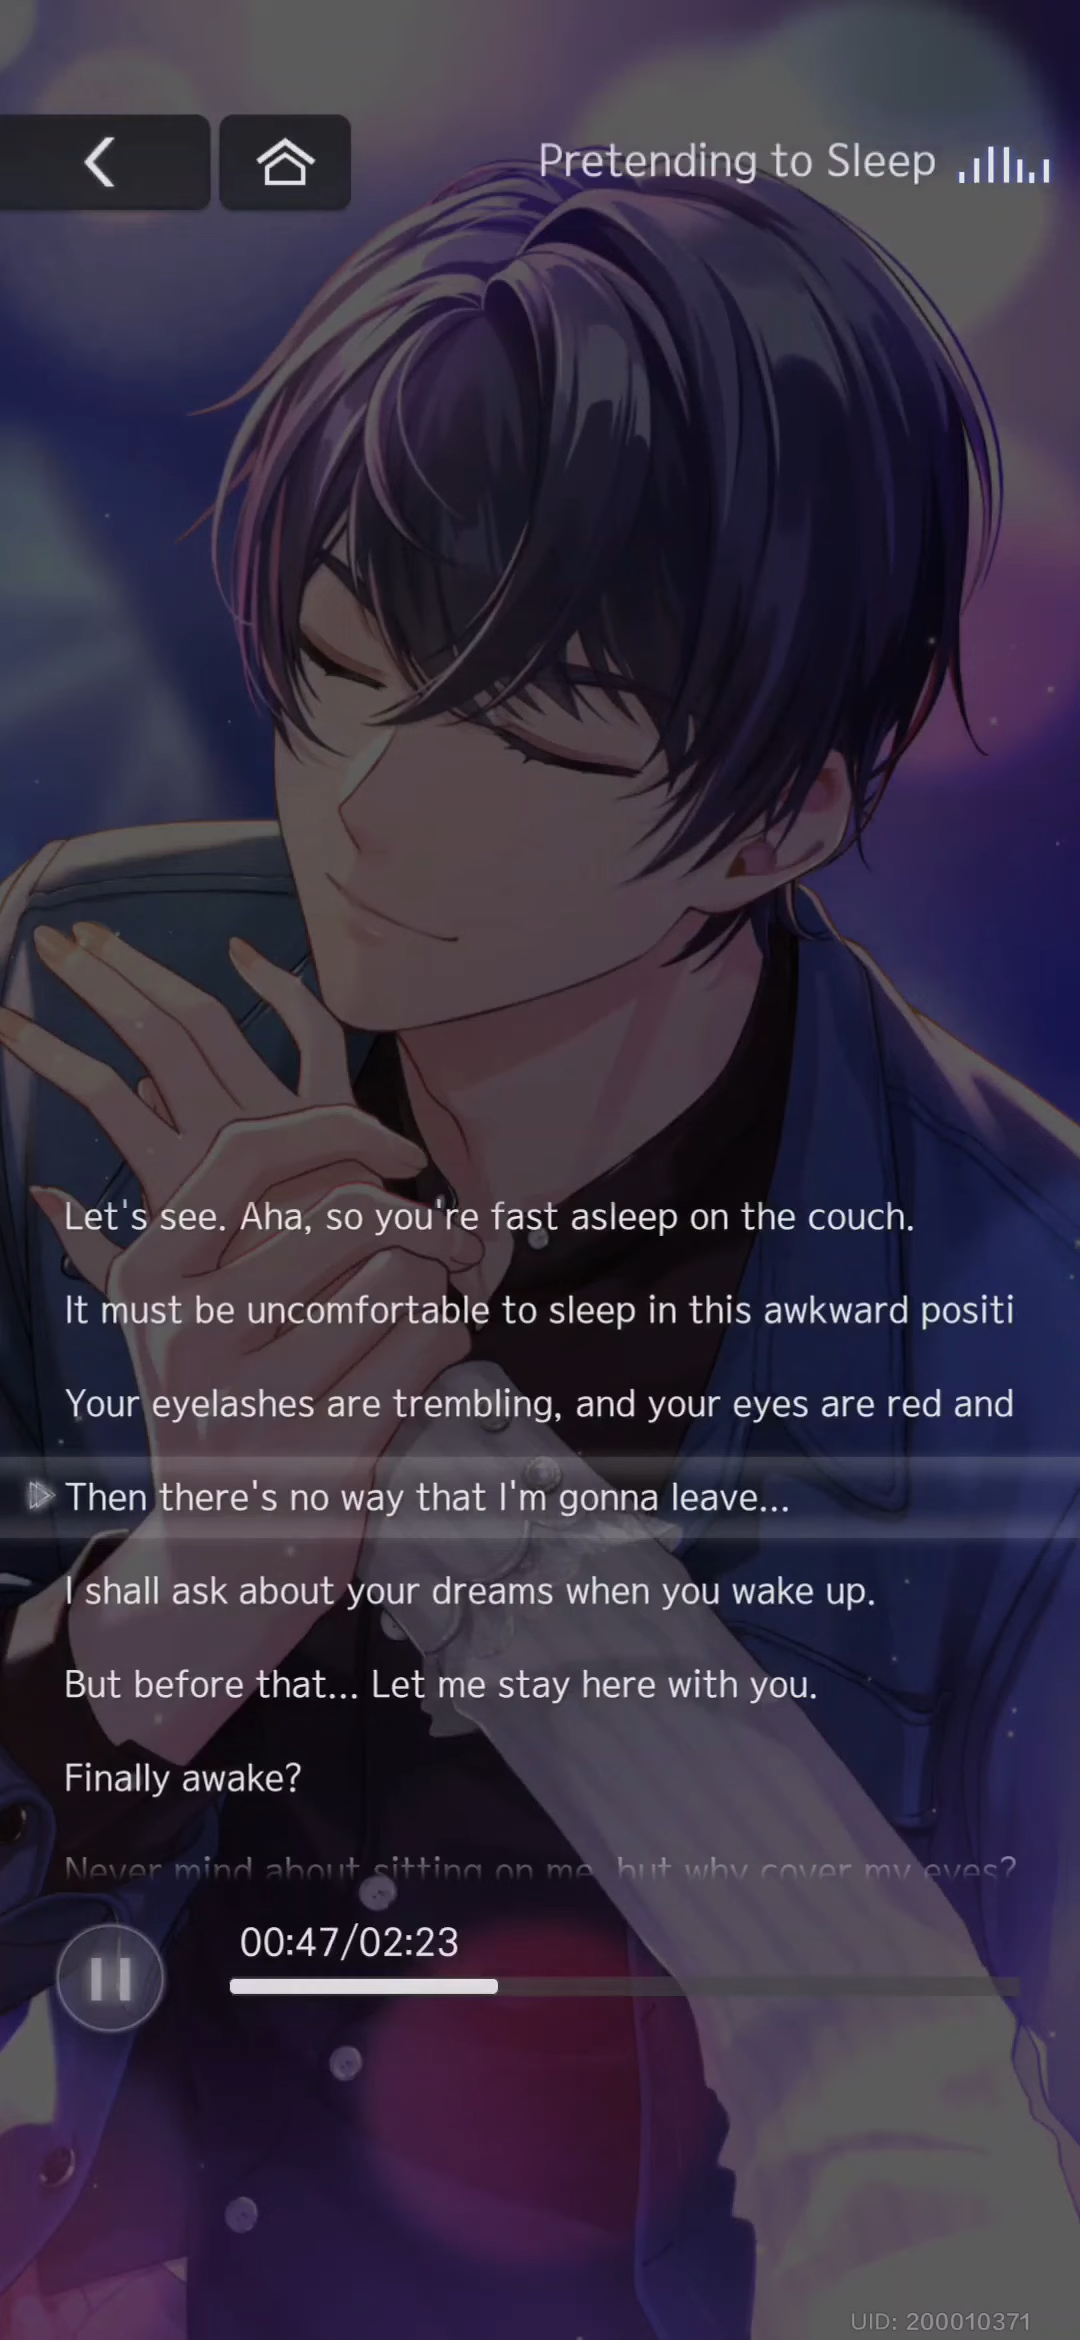 Pretending to Sleep
Let's see. Aha, so you're fast asleep on the couch.
It must be uncomfortable to sleep in this awkward positi
Your eyelashes are trembling, and your eyes are red and
Then there's no way that I'm gonna leave...
I shall ask about your dreams when you wake up.
But before that... Let me stay here with you.
Finally awake?
Never mind about sitting on me, but why cover my eyes?
00:47/02:23
UID: 200010371